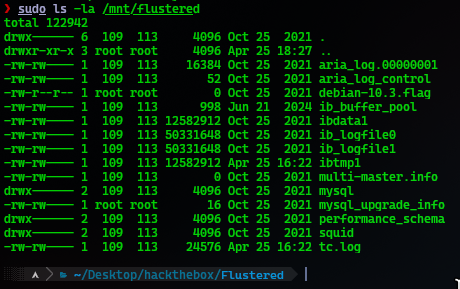 ❯ sudo ls -la /mnt/flustered
total 122942
drwx------ 6 109 113 4096 Oct 25 2021 .
drwxr-xr-x 3 root root 4096 Apr 25 18:27 ..
-rw-rw---- 1 109 113 16384 Oct 25 2021 aria_log.00000001
-rw-rw---- 1 109 113 52 Oct 25 2021 aria_log_control
-rw-r--r-- 1 root root 0 Oct 25 2021 debian-10.3.flag
-rw-rw---- 1 109 113 998 Jun 21 2024 ib_buffer_pool
-rw-rw---- 1 109 113 12582912 Oct 25 2021 ibdata1
-rw-rw---- 1 109 113 50331648 Oct 25 2021 ib_logfile0
-rw-rw---- 1 109 113 50331648 Oct 25 2021 ib_logfile1
-rw-rw---- 1 109 113 12582912 Apr 25 16:22 ibtmp1
-rw-rw---- 1 109 113 0 Oct 25 2021 multi-master.info
drwx------ 2 109 113 4096 Oct 25 2021 mysql
-rw-rw---- 1 root root 16 Oct 25 2021 mysql_upgrade_info
drwx------ 2 109 113 4096 Oct 25 2021 performance_schema
drwx------ 2 109 113 4096 Oct 25 2021 squid
-rw-rw---- 1 109 113 24576 Apr 25 16:22 tc.log
~/Desktop/hackthebox/Flustered